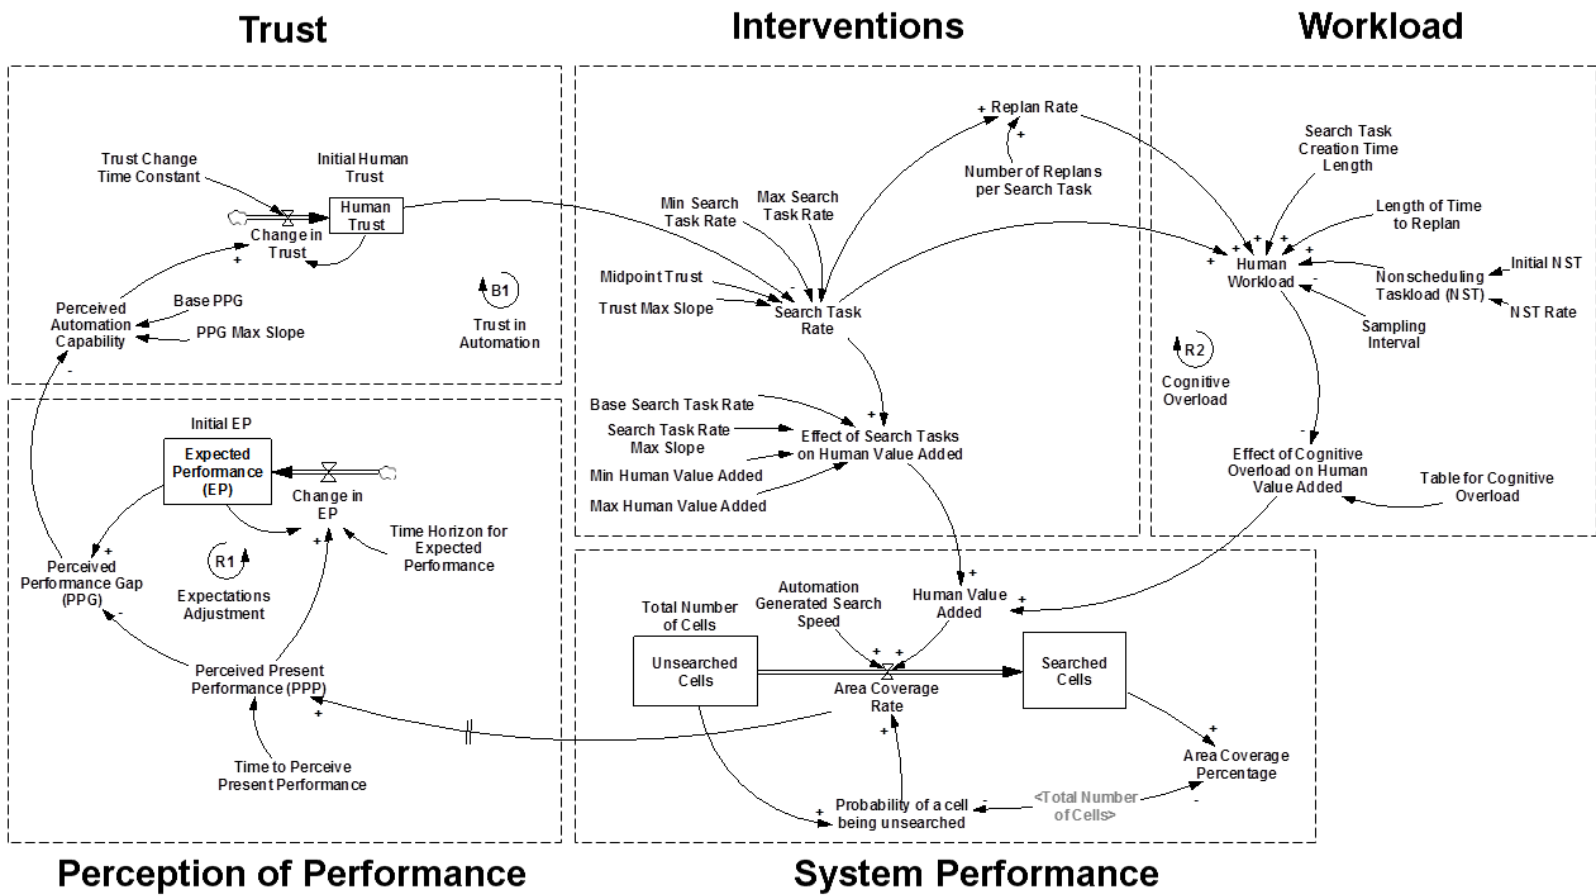 Trust
Interventions
Workload
Trust Change
Time Constant
Initial Human
Trust
Human
Trust
Change in
Trust
+
Perceived
Automation
Capability
Base PPG
PPG Max Slope
-
B1
Trust in
Automation
+ Replan Rate
+
Number of Replans
per Search Task
Min Search
Task Rate
Max Search
Task Rate
Midpoint Trust
Trust Max Slope
-
Search Task
Rate
Base Search Task Rate
Search Task Rate
Max Slope
Min Human Value Added
Max Human Value Added
+
Effect of Search Tasks
on Human Value Added
Search Task
Creation Time
Length
Length of Time
to Replan
+ + + + +
+
Human
Workload
-
Nonscheduling
Taskload (NST)
Initial NST
NST Rate
Sampling
Interval
R2
Cognitive
Overload
-
Effect of Cognitive
Overload on Human
Value Added
Table for Cognitive
Overload
Initial EP
Expected
Performance
(EP)
Change in
EP
+
Time Horizon for
Expected
Performance
R1
Expectations
Adjustment
+
Perceived
Performance Gap
(PPG)
-
Perceived Present
Performance (PPP)
+
Time to Perceive
Present Performance
Total Number
of Cells
Unsearched
Cells
Automation
Generated Search
Speed
+
Human Value
Added
+
+ +
Area Coverage
Rate
+
Searched
Cells
+
Area Coverage
Percentage
-
<Total Number
of Cells>
-
+
Probability of a cell
being unsearched
Perception of Performance
System Performance